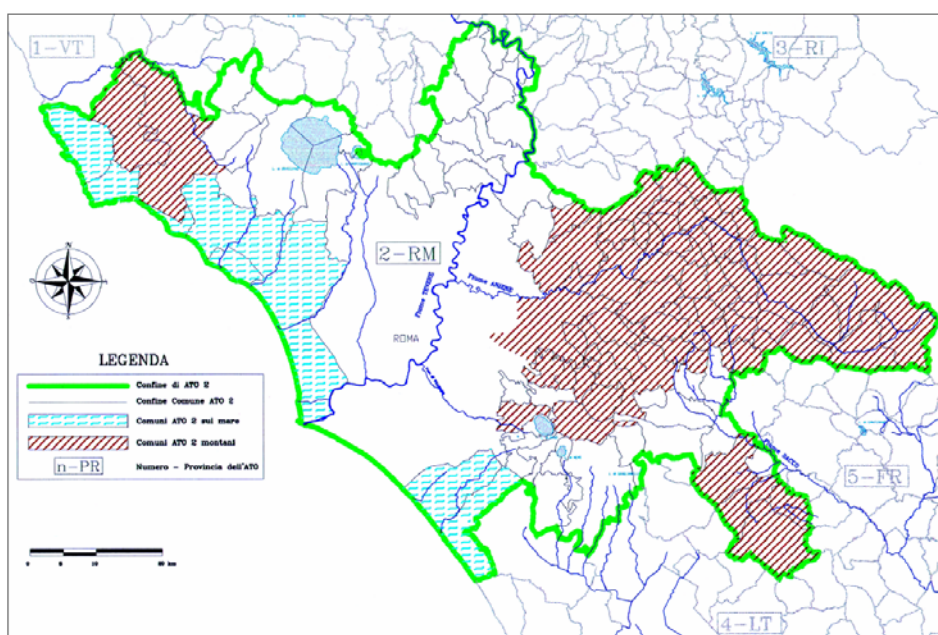 1-VT
3-RI
2-RM
Fiume TEVERE
Fiume ANIENE
ROMA
N
LEGENDA
Confine di ATO 2
Confine Comune ATO 2
Comuni ATO 2 sul mare
Comuni ATO 2 montani
n-PR
Numero - Provincia dell'ATO
SACCO
5-FR
4-LT